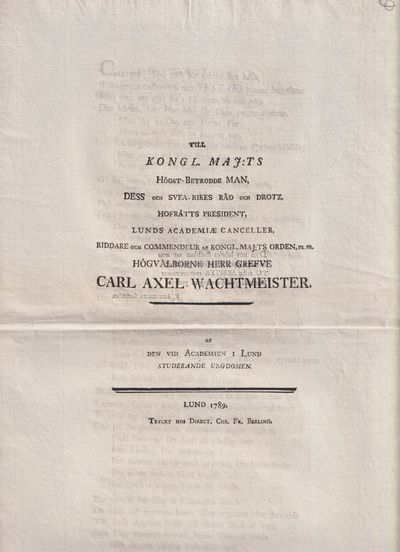 TILL
KONGL. MAJ:TS
HÖGST-BETRODDE MAN,
DESS OCH SVEA-RIKES RÅD OCH DROTZ,
HOFRÄTTS PRESIDENT,
LUNDS ACADEMIÆ CANCELLER,
RIDDARE OCH COMMENDEUR AF KONGL. MAJ:TS ORDEN, m. m.
HÖGVÄLBORNE HERR GREFVE
CARL AXEL WACHTMEISTER,
AF
DEN VID ACADEMIEN I LUND
STUDERANDE UNGDOMEN.
LUND 1789,
TRYCKT HOS DIRECT. CHR. FR. BERLING.